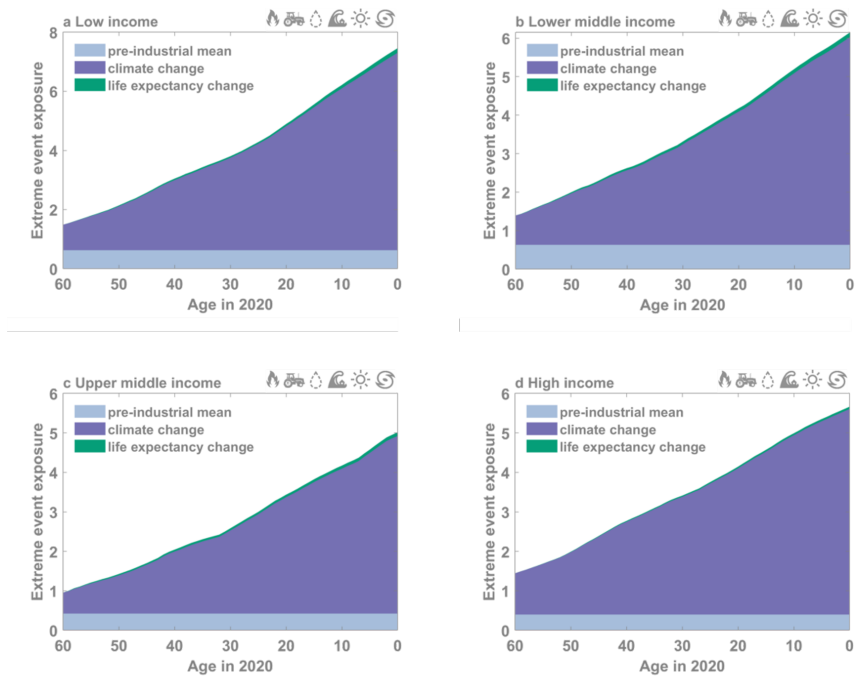 a Low income
8
pre-industrial mean
climate change
life expectancy change
6
4
2
0
Extreme event exposure
60 50 40 30 20 10 0
Age in 2020
b Lower middle income
6
pre-industrial mean
climate change
life expectancy change
5
4
3
2
1
0
Extreme event exposure
60 50 40 30 20 10 0
Age in 2020
c Upper middle income
6
pre-industrial mean
climate change
life expectancy change
5
4
3
2
1
0
Extreme event exposure
60 50 40 30 20 10 0
Age in 2020
d High income
6
pre-industrial mean
climate change
life expectancy change
5
4
3
2
1
0
Extreme event exposure
60 50 40 30 20 10 0
Age in 2020